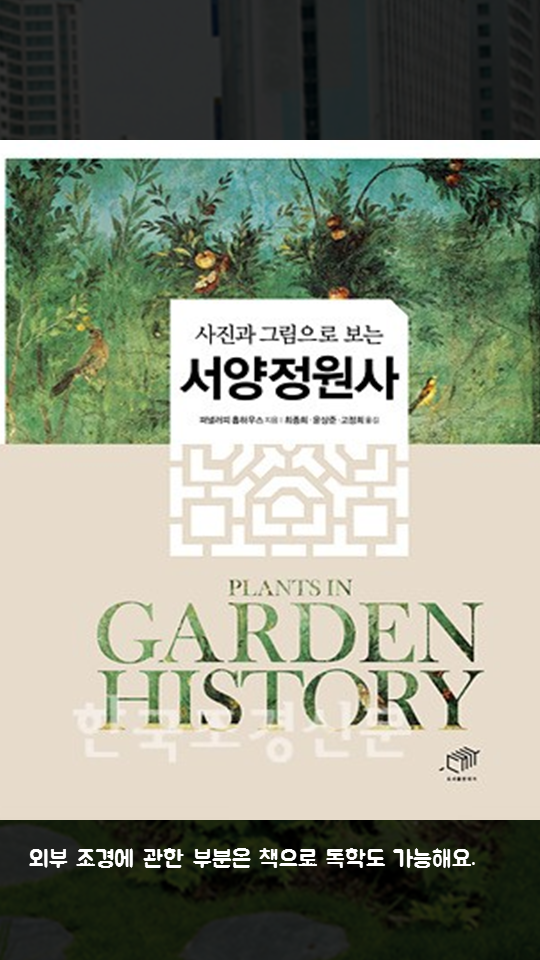 사진과 그림으로 보는
서양정원사
퍼넬러피 홉하우스 지음 | 최종희 · 윤상준 · 고정희 옮김
PLANTS IN
GARDEN
HISTORY
한국조경신문
외부 조경에 관한 부분은 책으로 독학도 가능해요.